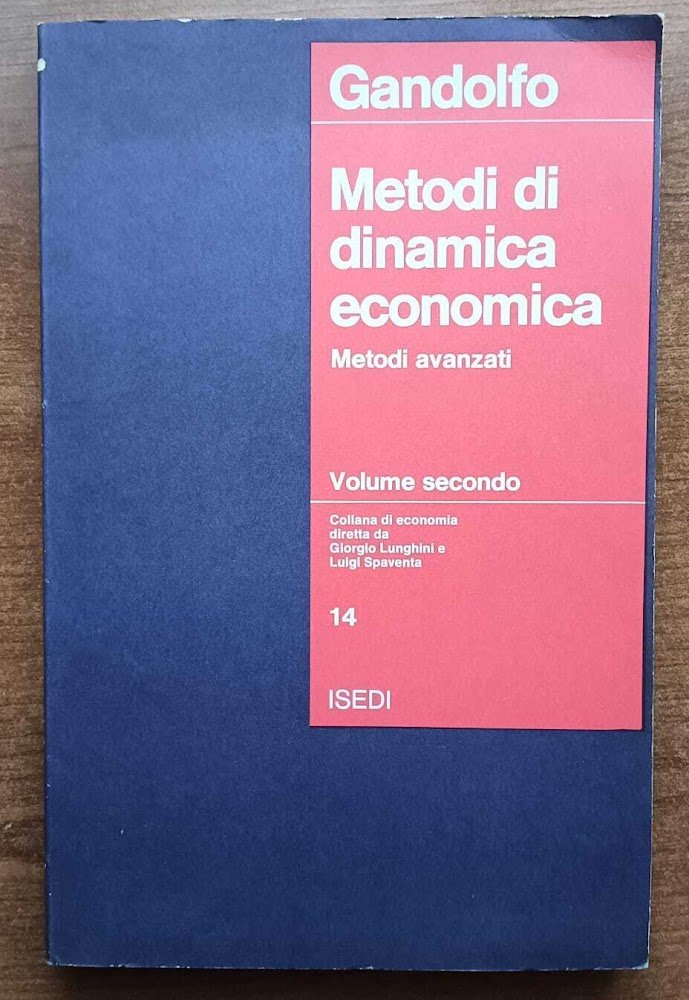 Gandolfo
Metodi di
dinamica
economica
Metodi avanzati
Volume secondo
Collana di economia
diretta da
Giorgio Lunghini e
Luigi Spaventa
14
ISEDI